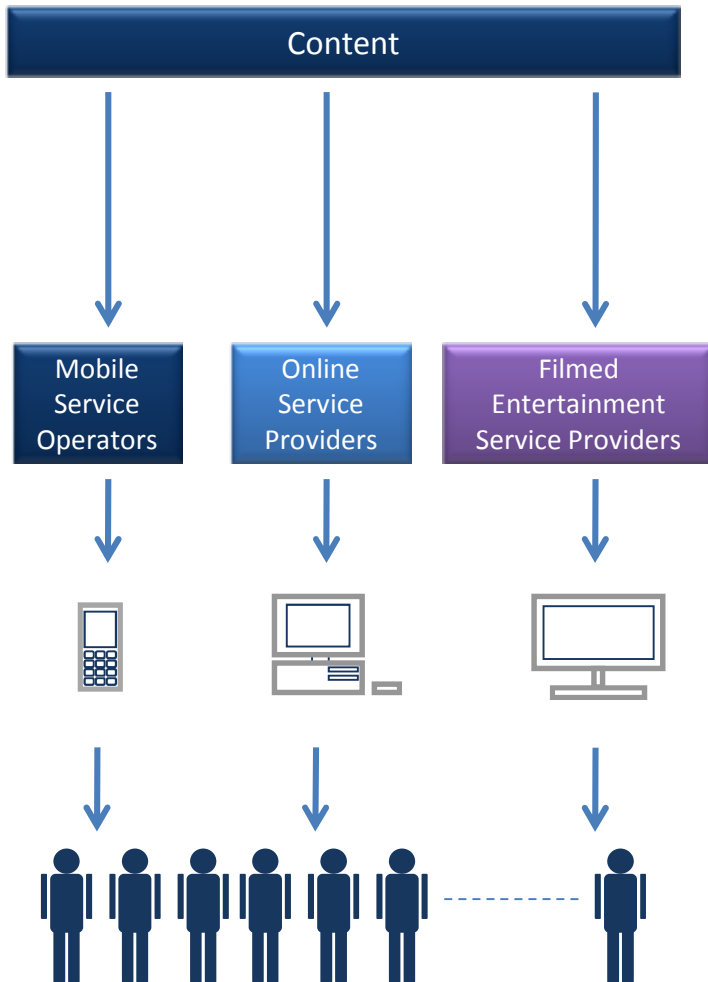 Content
Mobile
Service
Operators
Online
Service
Providers
Filmed
Entertainment
Service Providers